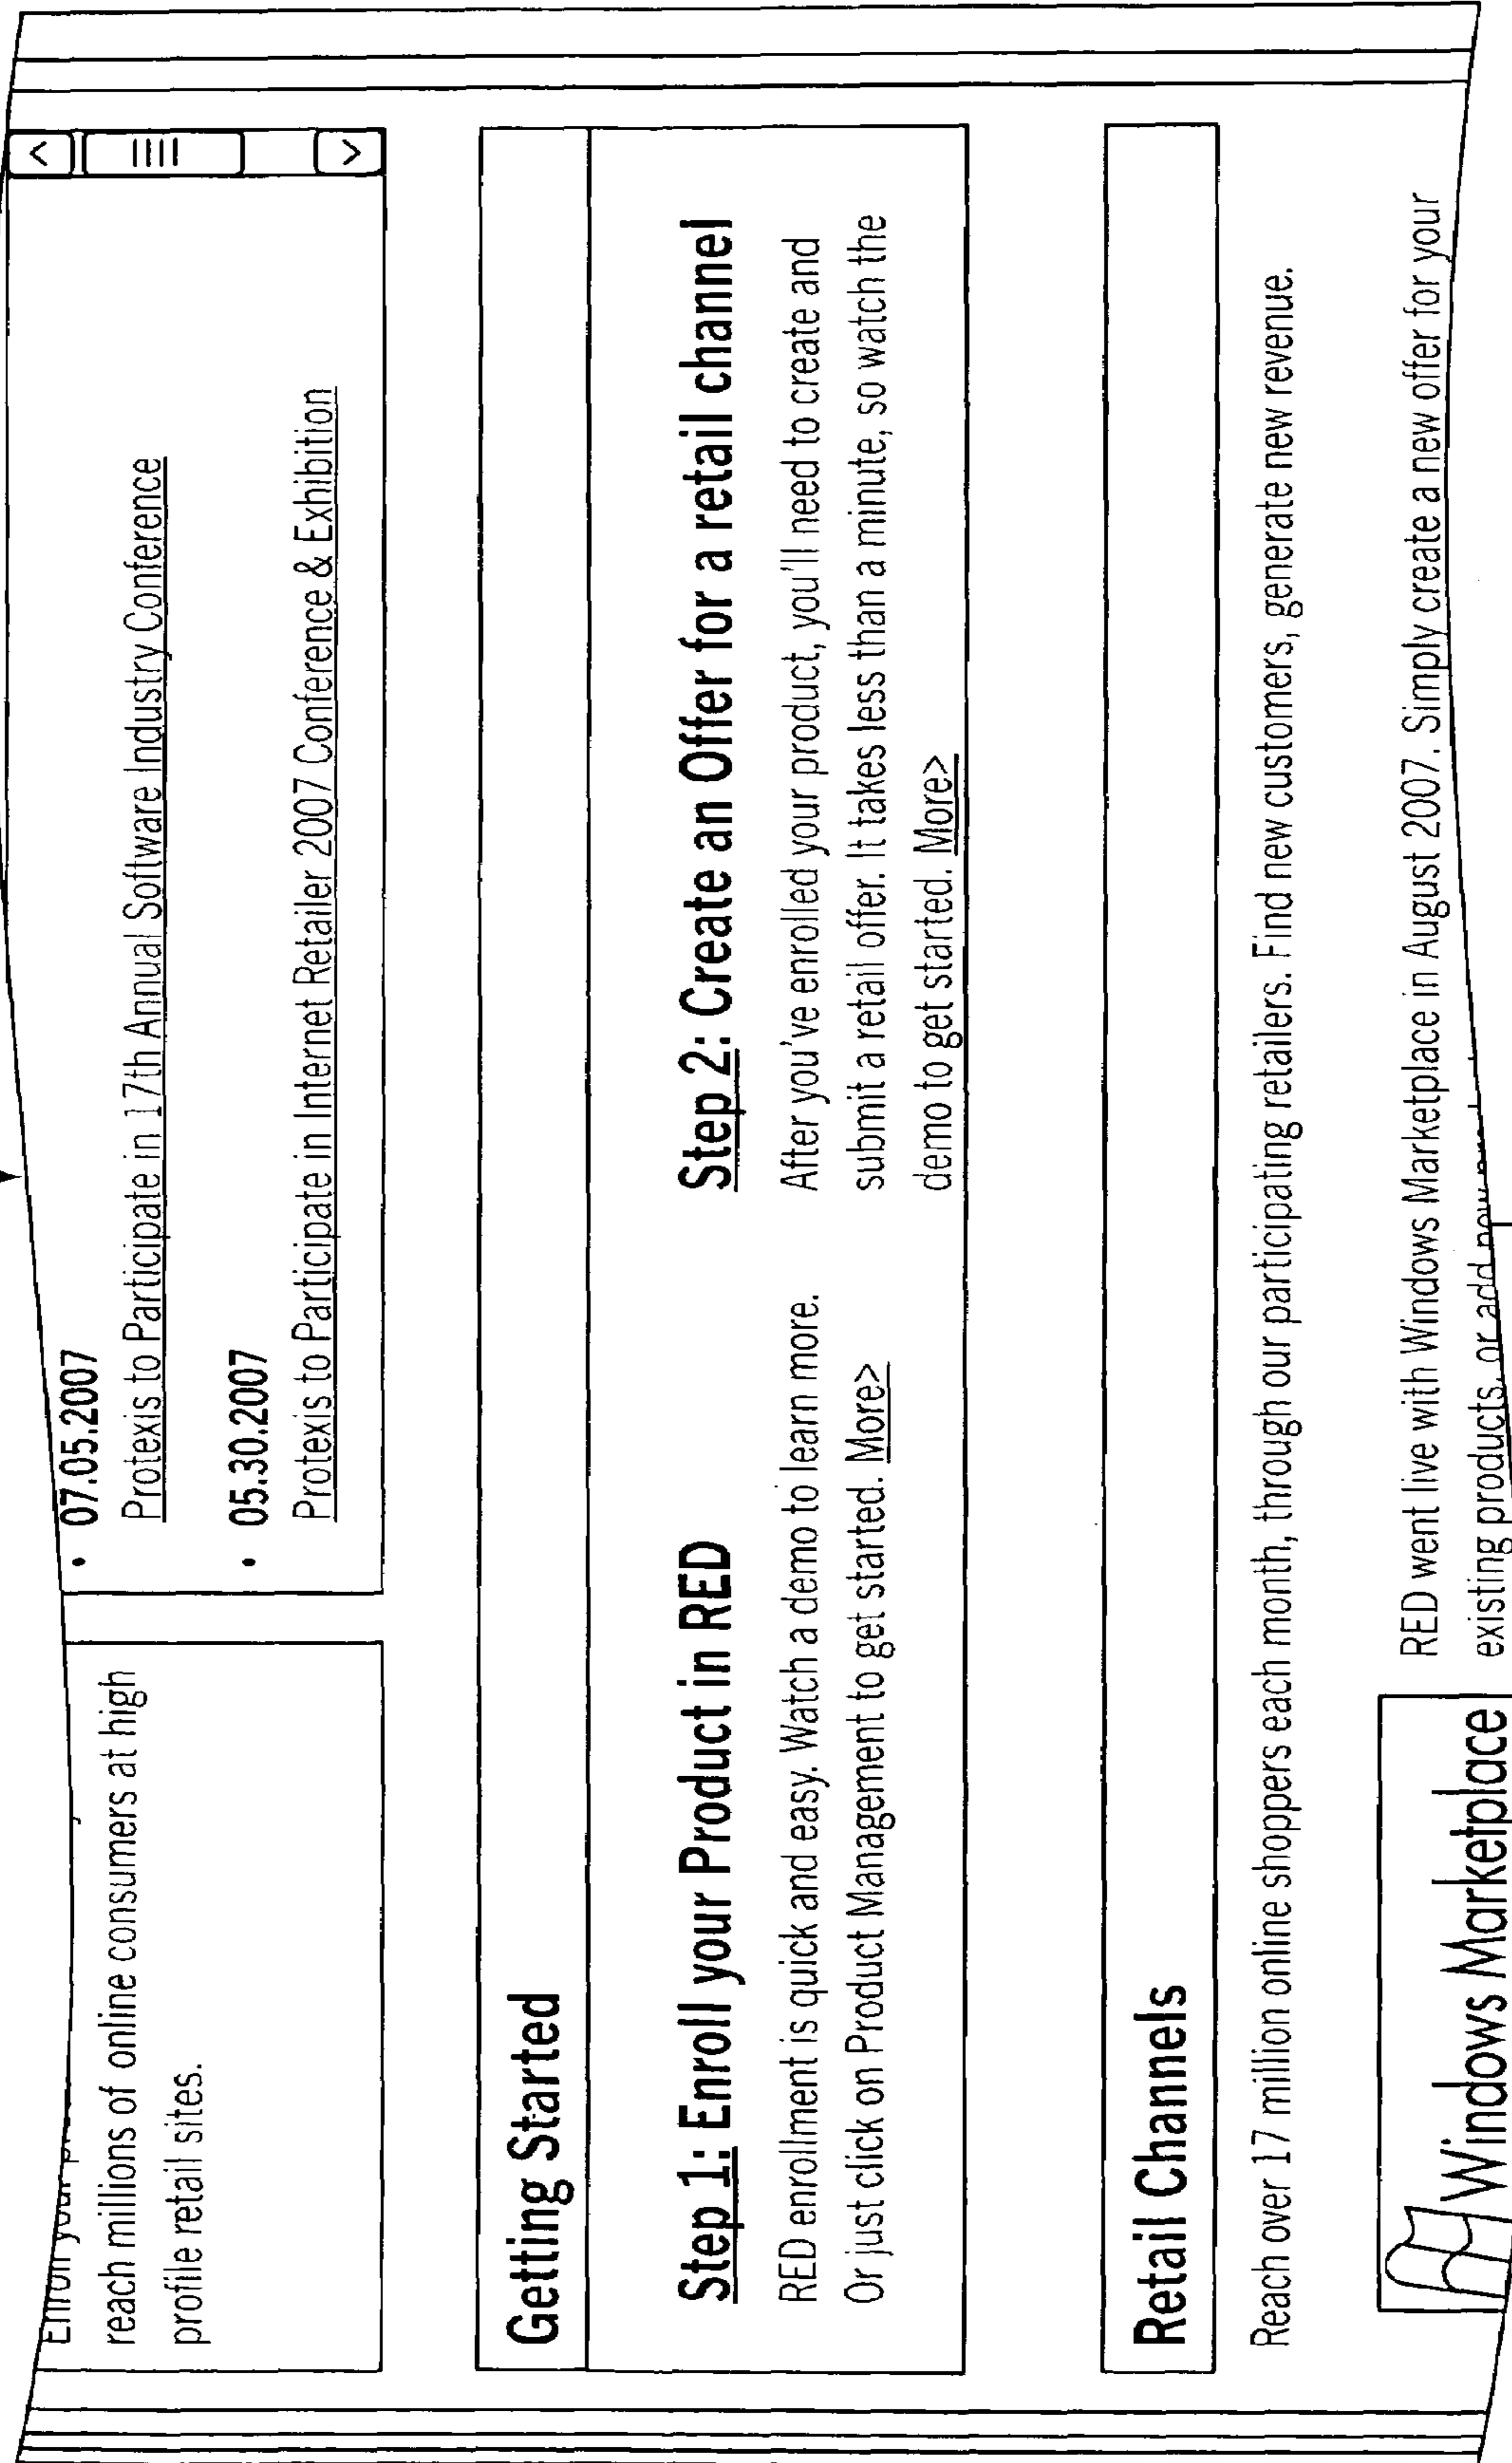 Enroll your
reach millions of online consumers at high
profile retail sites.
• 07.05.2007
Protexis to Participate in 17th Annual Software Industry Conference
• 05.30.2007
Protexis to Participate in Internet Retailer 2007 Conference & Exhibition
Getting Started
Step 1: Enroll your Product in RED
RED enrollment is quick and easy. Watch a demo to learn more.
Or just click on Product Management to get started. More>
Step 2: Create an Offer for a retail channel
After you've enrolled your product, you'll need to create and
submit a retail offer. It takes less than a minute, so watch the
demo to get started. More>
Retail Channels
Reach over 17 million online shoppers each month, through our participating retailers. Find new customers, generate new revenue.
Windows Marketplace
RED went live with Windows Marketplace in August 2007. Simply create a new offer for your
existing products, or add new